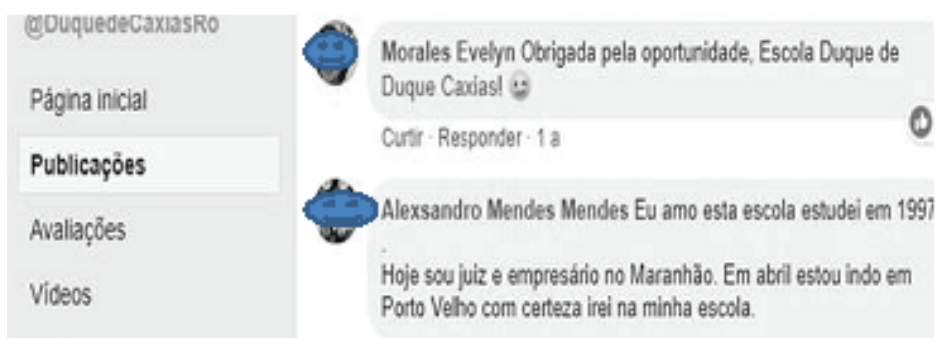 @DuquedeCaxiasRo
Página inicial
Publicações
Avaliações
Vídeos
Morales Evelyn Obrigada pela oportunidade, Escola Duque de
Duque Caxias!
Curtir · Responder · 1 a
Alexsandro Mendes Mendes Eu amo esta escola estudei em 1997
.
Hoje sou juiz e empresário no Maranhão. Em abril estou indo em
Porto Velho com certeza irei na minha escola.